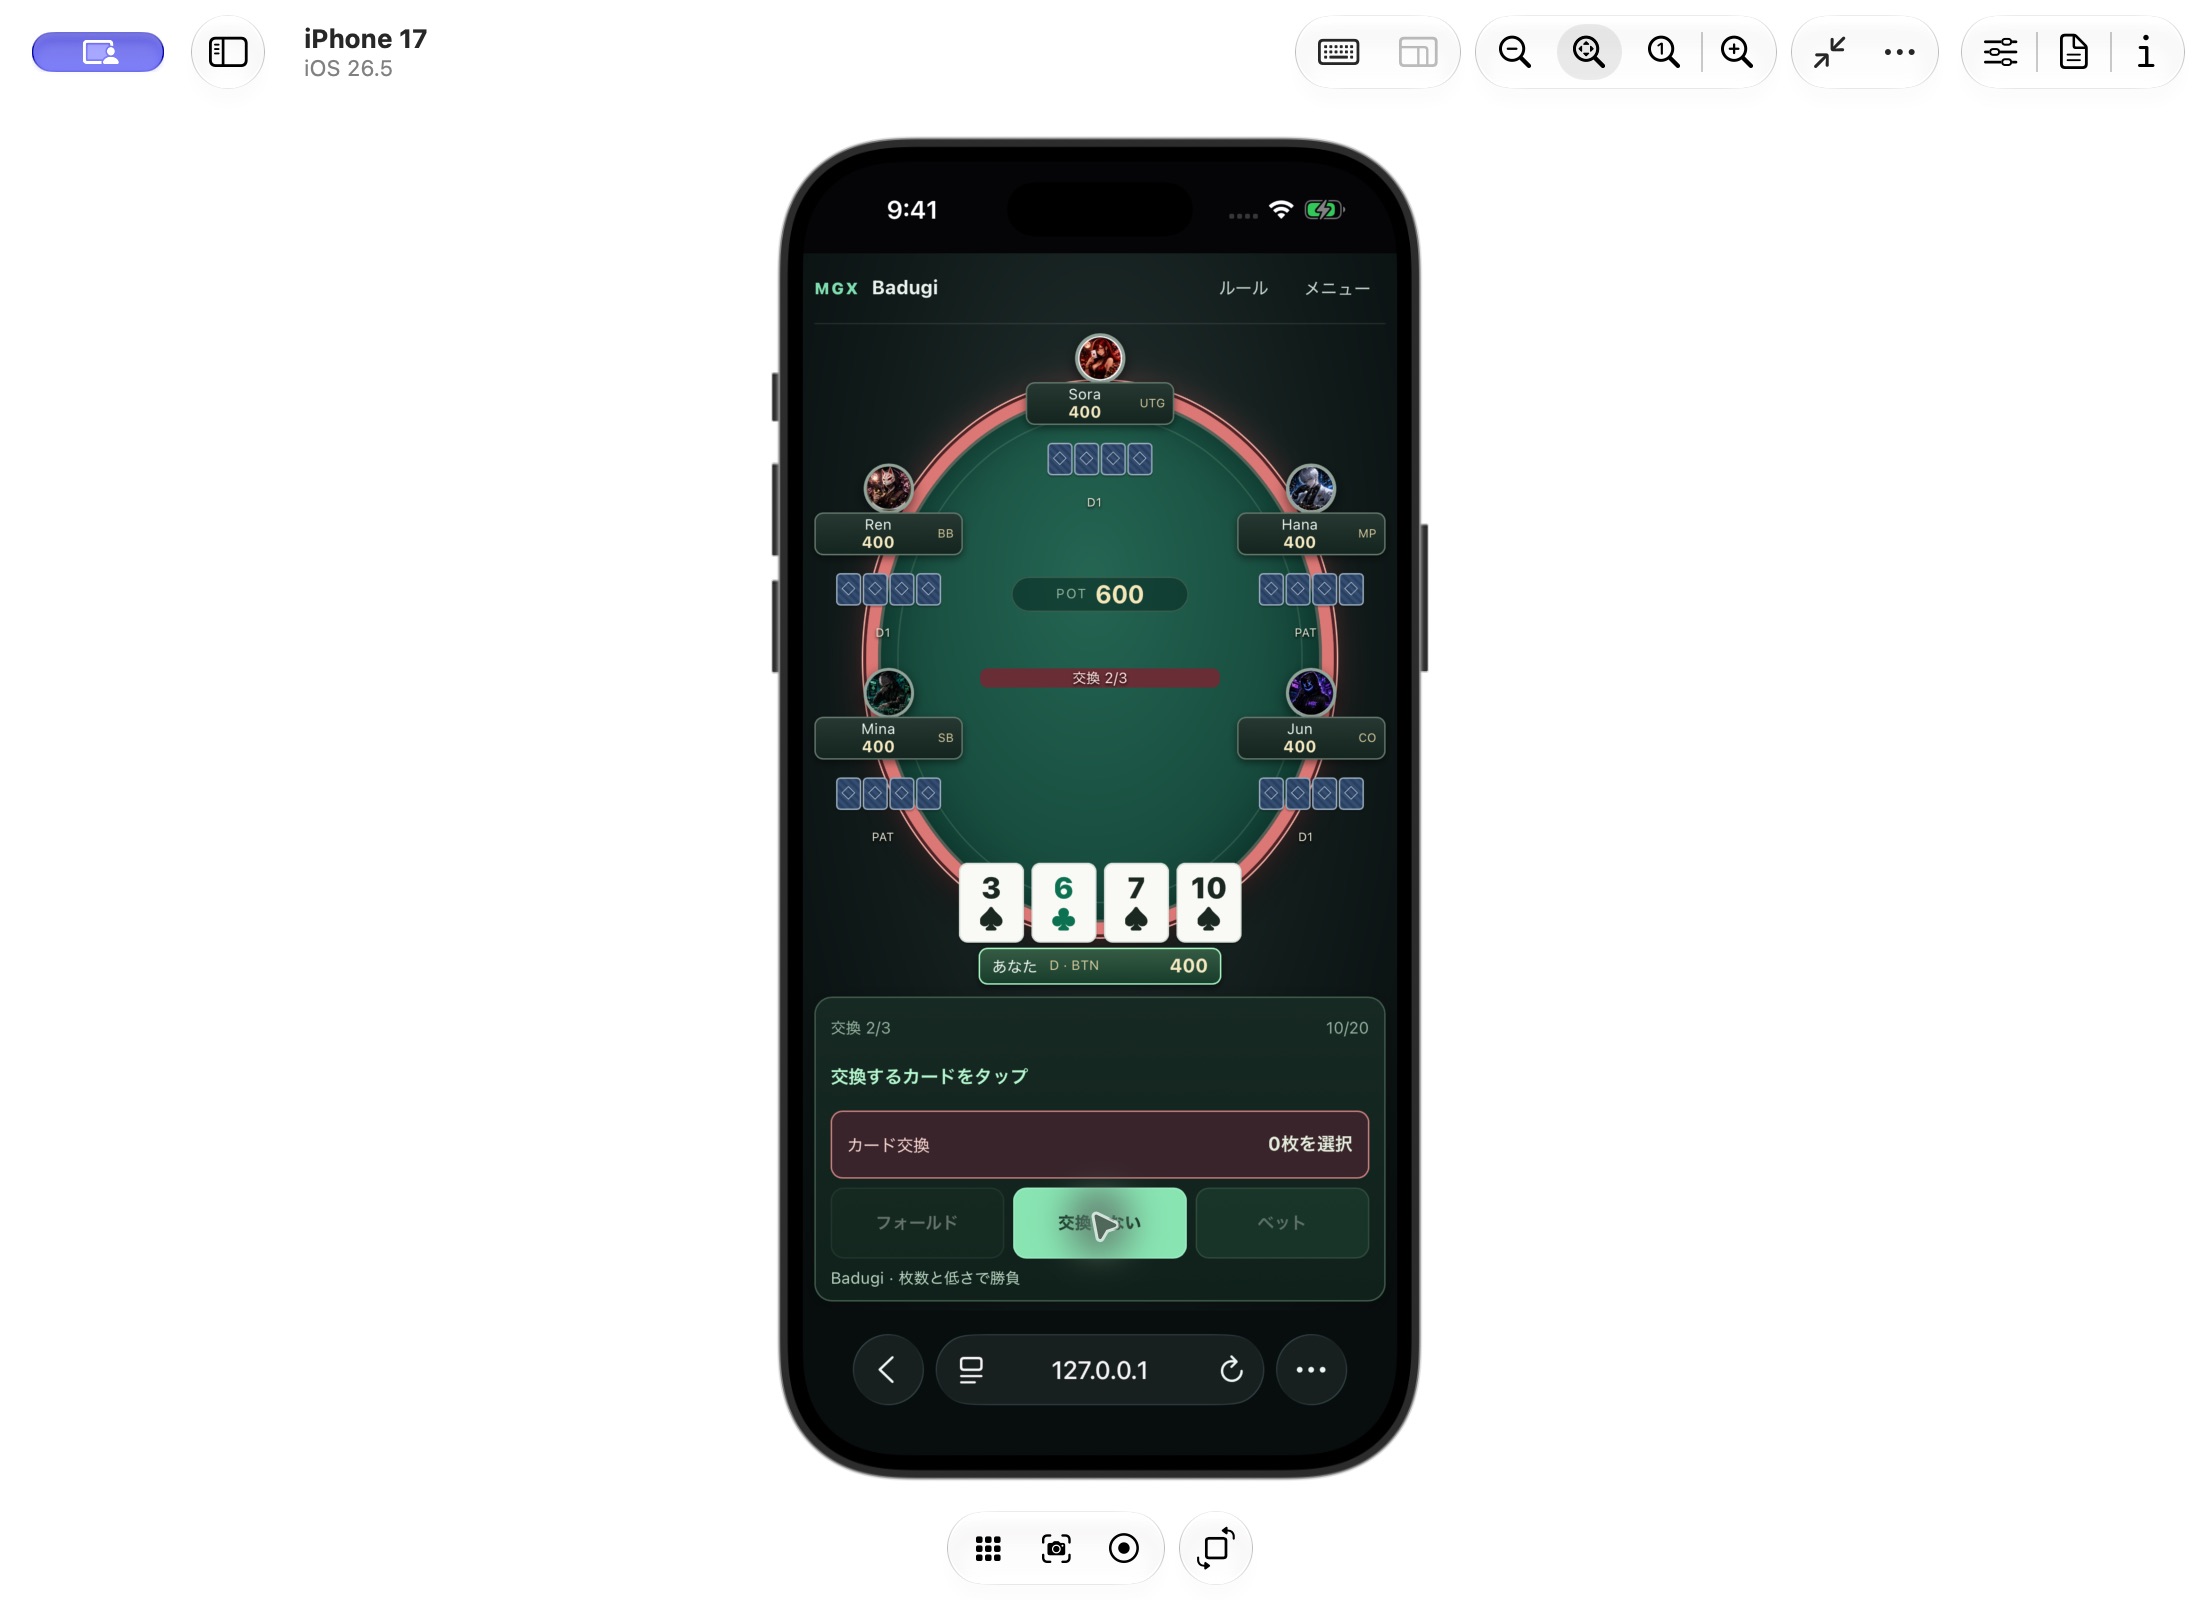 iPhone 17
iOS 26.5
9:41
MGX Badugi ルール メニュー
Sora
400
UTG
D1
Ren
400
BB
D1
Hana
400
MP
PAT
POT 600
交換 2/3
Mina
400
SB
PAT
Jun
400
CO
D1
3 6 7 10
あなた D · BTN 400
交換 2/3 10/20
交換するカードをタップ
カード交換 0枚を選択
フォールド 交換 ない ベット
Badugi · 枚数と低さで勝負
127.0.0.1